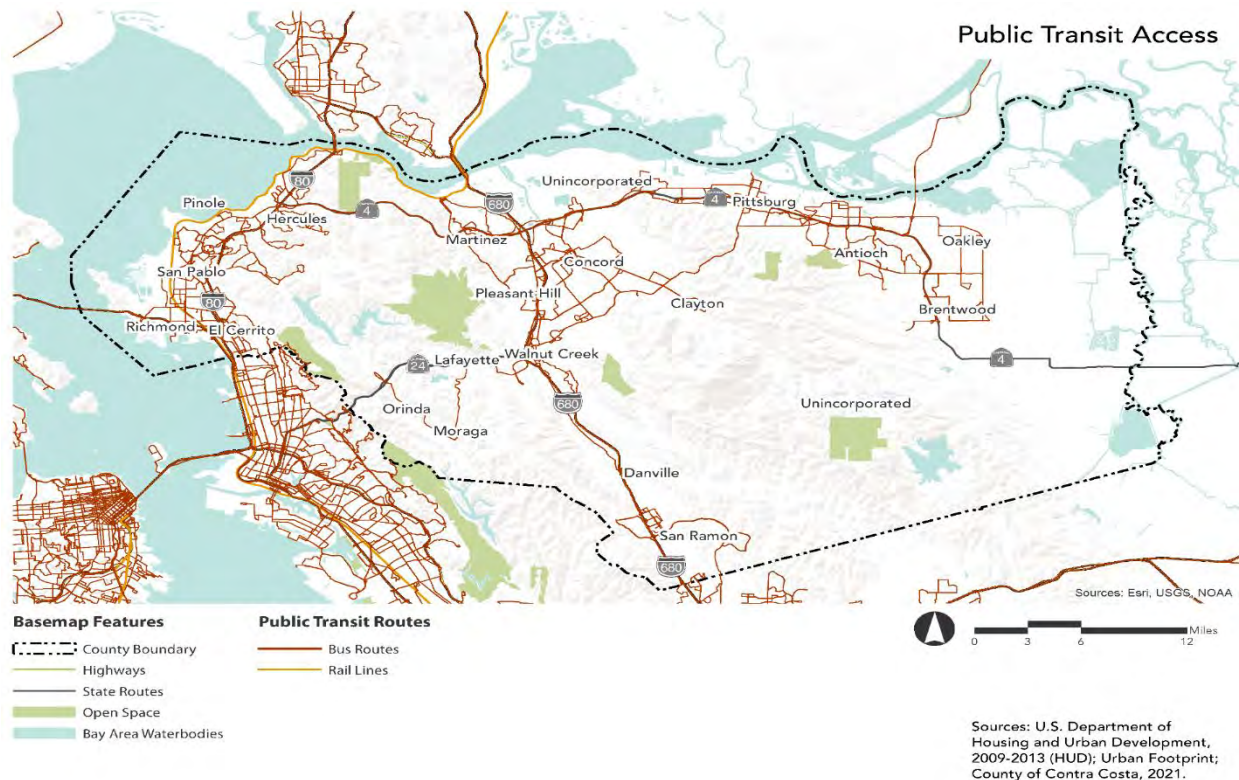 Public Transit Access
Unincorporated
80
Pinole
680
4
Pittsburg
Hercules
4
Martinez
Oakley
Antioch
Concord
San Pablo
Pleasant Hill
80
Clayton
Brentwood
Richmond
El Cerrito
Lafayette
Walnut Creek
24
4
680
Orinda
Unincorporated
Moraga
Danville
San Ramon
680
Sources: Esri, USGS, NOAA
Basemap Features
County Boundary
Highways
State Routes
Open Space
Bay Area Waterbodies
Public Transit Routes
Bus Routes
Rail Lines
Miles
0 3 6 12
Sources: U.S. Department of
Housing and Urban Development,
2009-2013 (HUD); Urban Footprint;
County of Contra Costa, 2021.